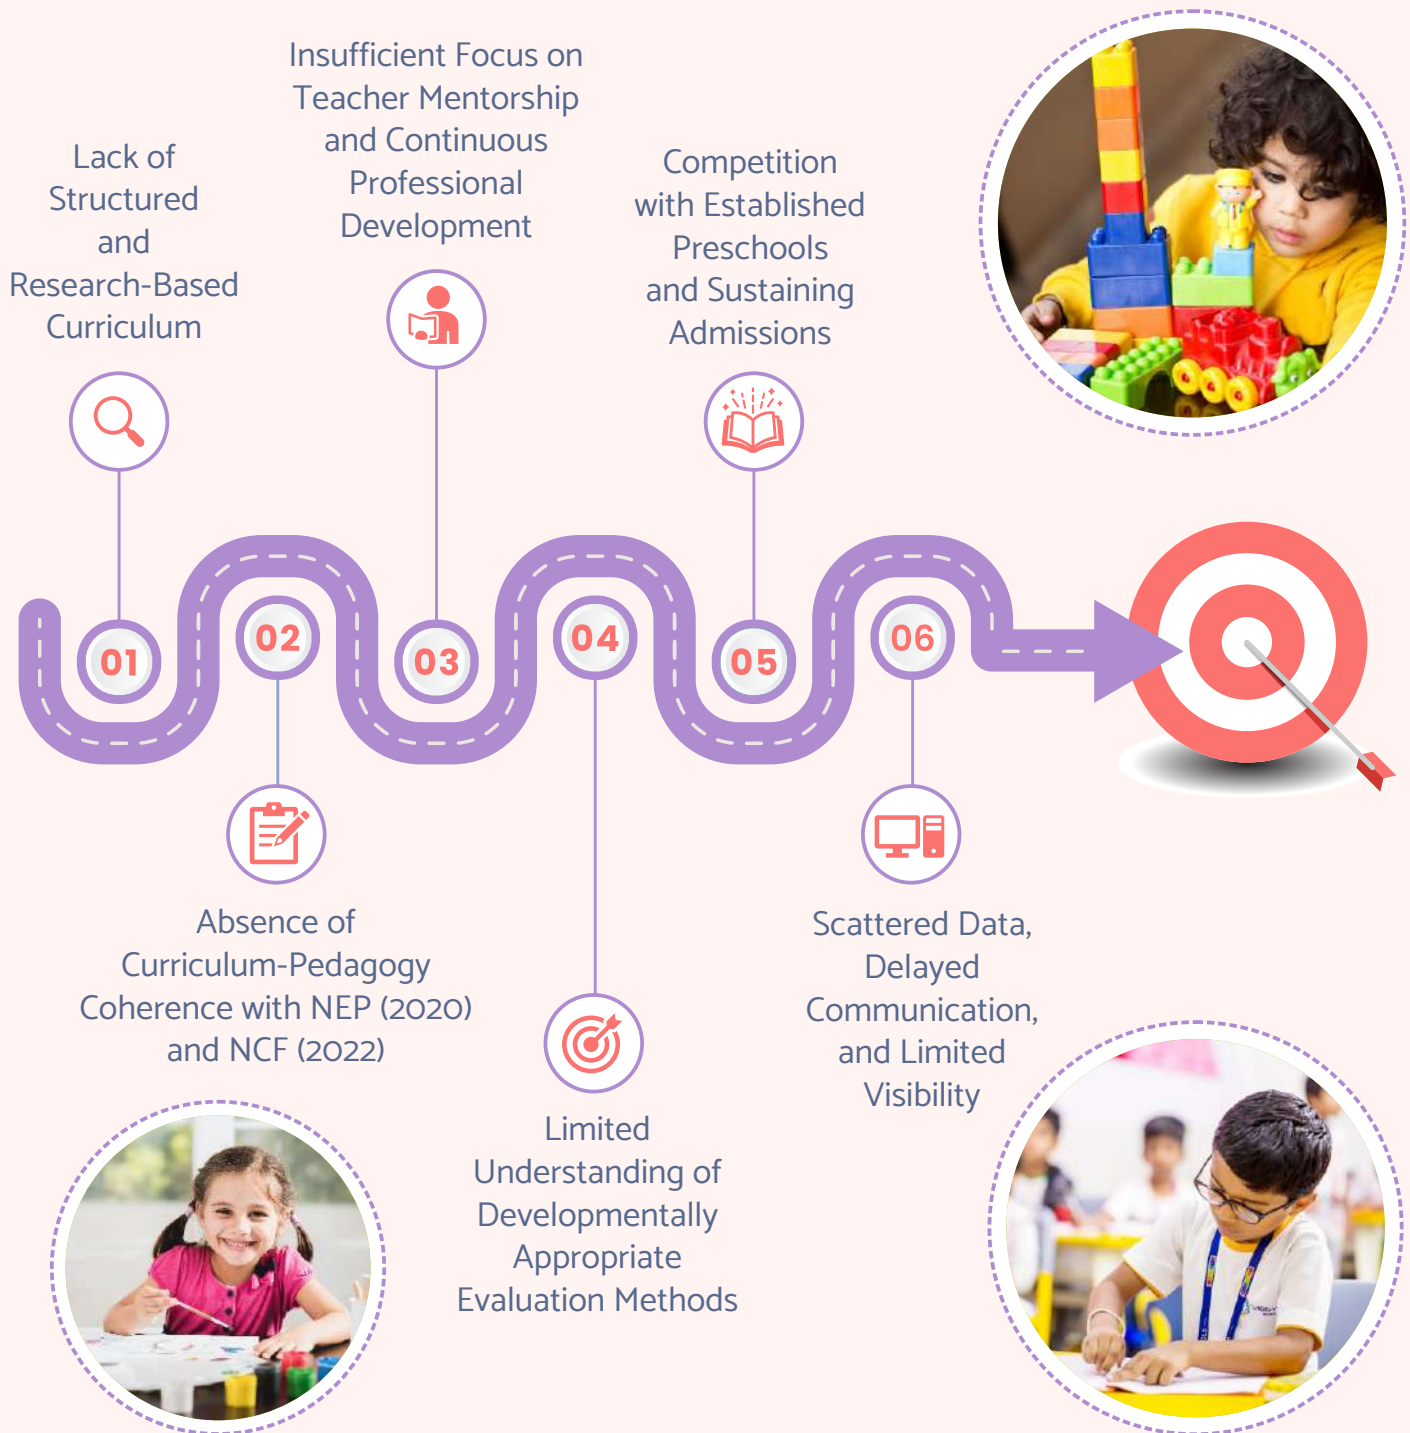 Lack of
Structured
and
Research-Based
Curriculum
01
Absence of
Curriculum-Pedagogy
Coherence with NEP (2020)
and NCF (2022)
02
Insufficient Focus on
Teacher Mentorship
and Continuous
Professional
Development
03
Limited
Understanding of
Developmentally
Appropriate
Evaluation Methods
04
Competition
with Established
Preschools
and Sustaining
Admissions
05
Scattered Data,
Delayed
Communication,
and Limited
Visibility
06